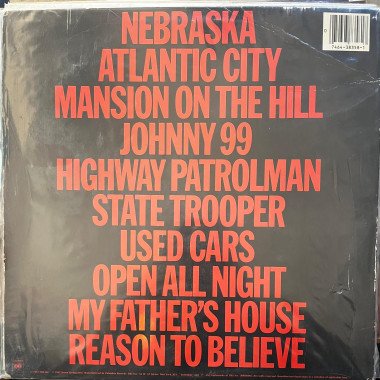 NEBRASKA
ATLANTIC CITY
MANSION ON THE HILL
JOHNNY 99
HIGHWAY PATROLMAN
STATE TROOPER
USED CARS
OPEN ALL NIGHT
MY FATHER'S HOUSE
REASON TO BELIEVE